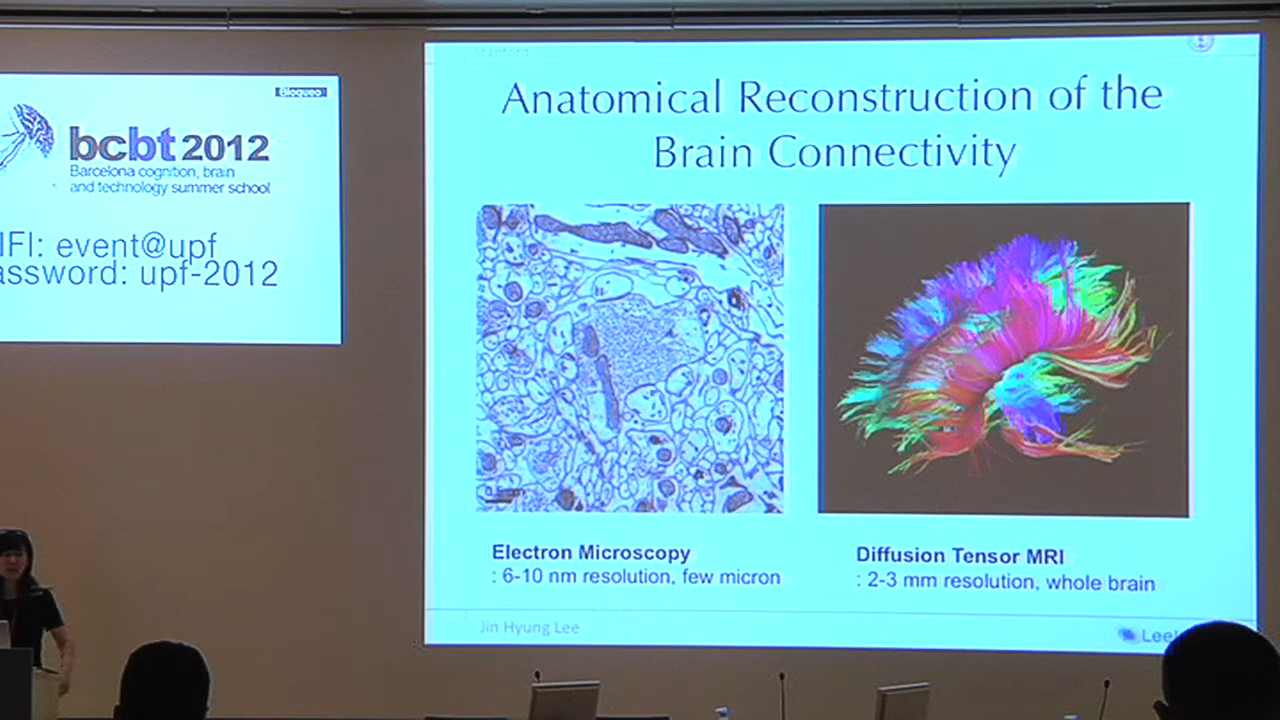 Bloqueo
bcbt 2012
Barcelona cognition, brain
and technology summer school
IFI: event@upf
assword: upf-2012
Stanford
Anatomical Reconstruction of the
Brain Connectivity
Electron Microscopy
: 6-10 nm resolution, few micron
Diffusion Tensor MRI
: 2-3 mm resolution, whole brain
Jin Hyung Lee
Lee